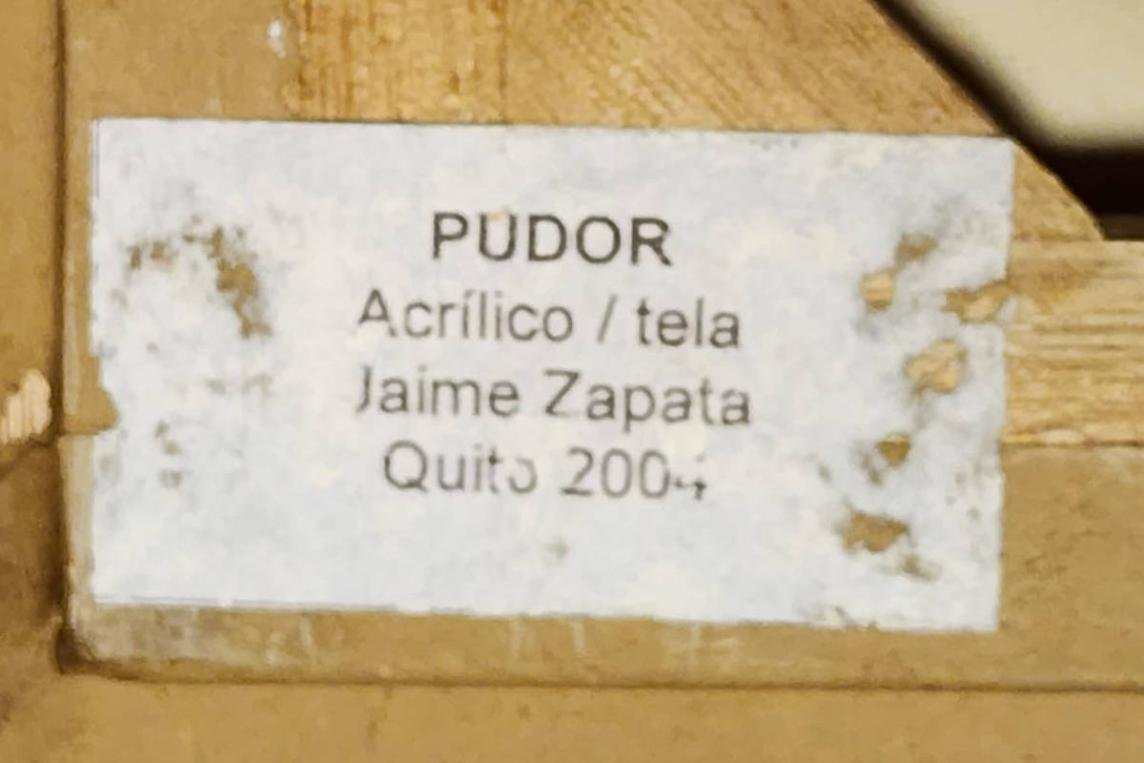 PUDOR
Acrílico / tela
Jaime Zapata
Quito 2004